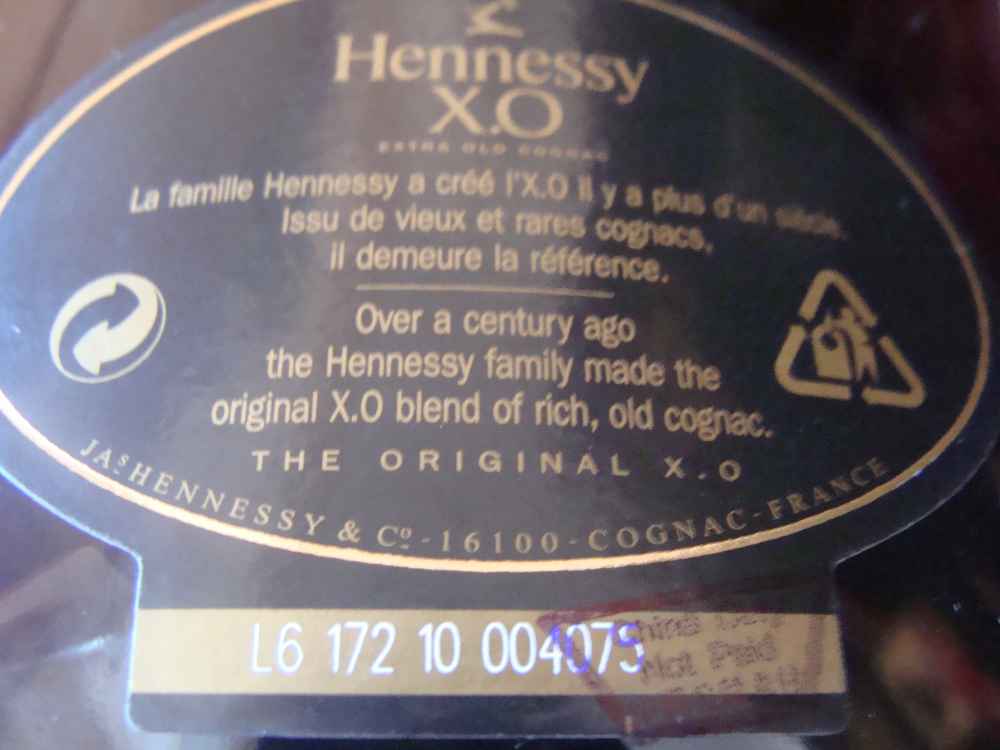 Hennessy
X.O
EXTRA OLD COGNAC
La famille Hennessy a créé l'X.O il y a plus d'un siècle.
Issu de vieux et rares cognacs,
il demeure la référence.
Over a century ago
the Hennessy family made the
original X.O blend of rich, old cognac.
THE ORIGINAL X.O
JAS HENNESSY & Cº - 16100 - COGNAC - FRANCE
L6 172 10 004075
Not Paid